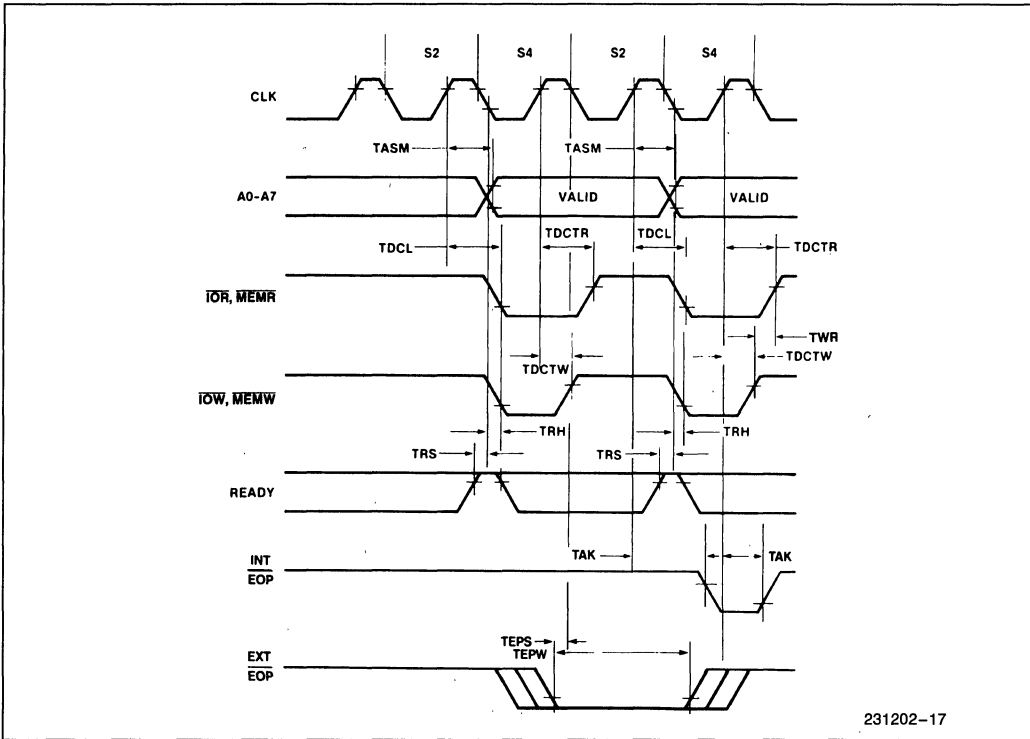 S2 S4 S2 S4
CLK
TASM TASM
A0-A7 VALID VALID
TDCL TDCTR TDCL TDCTR
IOR, MEMR
TWR
TDCTW TDCTW
IOW, MEMW
TRH TRH
TRS TRS
READY
INT
EOP
TAK TAK
TEPS
TEPW
EXT
EOP
231202-17